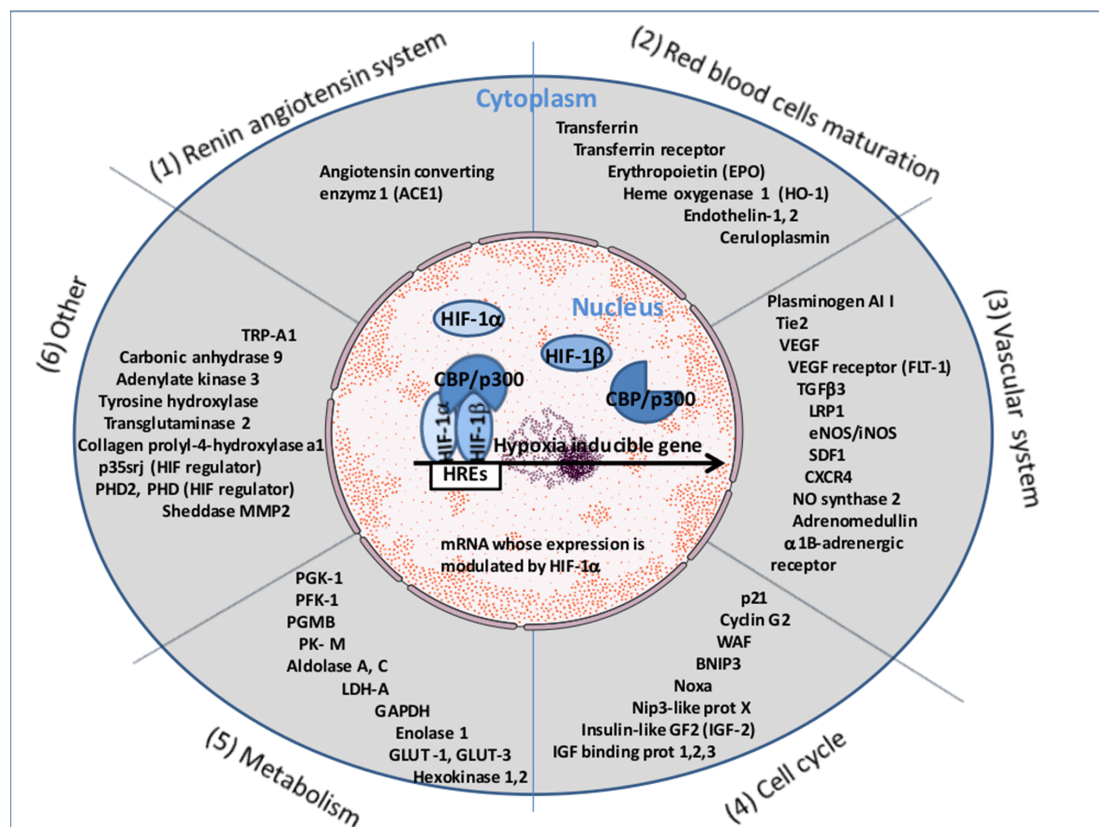 (1) Renin angiotensin system
(2) Red blood cells maturation
Cytoplasm
Angiotensin converting
enzymz 1 (ACE1)
Transferrin
Transferrin receptor
Erythropoietin (EPO)
Heme oxygenase 1 (HO-1)
Endothelin-1, 2
Ceruloplasmin
(3) Vascular system
Plasminogen AI I
Tie2
VEGF
VEGF receptor (FLT-1)
TGFβ3
LRP1
eNOS/iNOS
SDF1
CXCR4
NO synthase 2
Adrenomedullin
α1B-adrenergic
receptor
(6) Other
TRP-A1
Carbonic anhydrase 9
Adenylate kinase 3
Tyrosine hydroxylase
Transglutaminase 2
Collagen prolyl-4-hydroxylase a1
p35srj (HIF regulator)
PHD2, PHD (HIF regulator)
Sheddase MMP2
Nucleus
HIF-1α
HIF-1β
CBP/p300
CBP/p300
HIF-1α
HIF-1β
Hypoxia inducible gene
HREs
mRNA whose expression is
modulated by HIF-1α
PGK-1
PFK-1
PGMB
PK- M
Aldolase A, C
LDH-A
GAPDH
Enolase 1
GLUT -1, GLUT-3
Hexokinase 1,2
(5) Metabolism
p21
Cyclin G2
WAF
BNIP3
Noxa
Nip3-like prot X
Insulin-like GF2 (IGF-2)
IGF binding prot 1,2,3
(4) Cell cycle